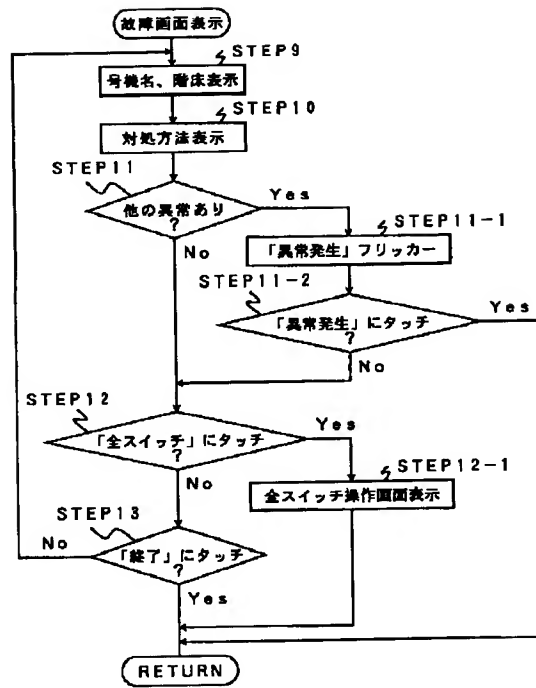 故障画面表示
STEP9
号機名、階床表示
STEP10
対処方法表示
STEP11
他の異常あり
?
Yes
No
STEP11-1
「異常発生」フリッカー
STEP11-2
「異常発生」にタッチ
?
Yes
No
STEP12
「全スイッチ」にタッチ
?
Yes
No
STEP12-1
全スイッチ操作画面表示
STEP13
「終了」にタッチ
?
No
Yes
RETURN